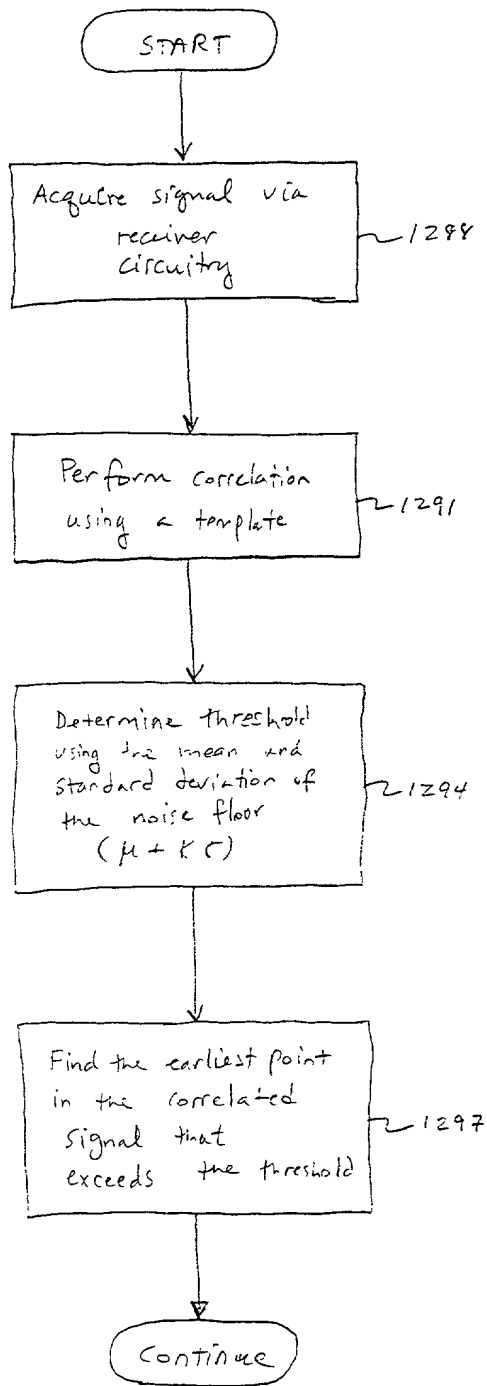 START
Acquire signal via
receiver
circuitry
1288
Perform correlation
using a template
1291
Determine threshold
using the mean and
standard deviation of
the noise floor
(μ + K σ)
1294
Find the earliest point
in the correlated
signal that
exceeds the threshold
1297
Continue